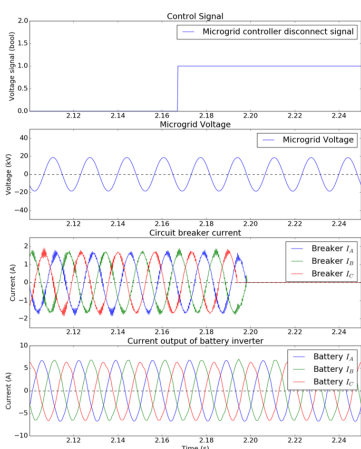 Control Signal
Voltage signal (bool)
2.0
1.5
1.0
0.5
0.0
Microgrid controller disconnect signal
2.12 2.14 2.16 2.18 2.20 2.22 2.24
Microgrid Voltage
Voltage (kV)
40
20
0
−20
−40
Microgrid Voltage
2.12 2.14 2.16 2.18 2.20 2.22 2.24
Circuit breaker current
Current (A)
2
1
0
−1
−2
Breaker I_A
Breaker I_B
Breaker I_C
2.12 2.14 2.16 2.18 2.20 2.22 2.24
Current output of battery inverter
Current (A)
10
5
0
−5
−10
Battery I_A
Battery I_B
Battery I_C
2.12 2.14 2.16 2.18 2.20 2.22 2.24
Time (s)